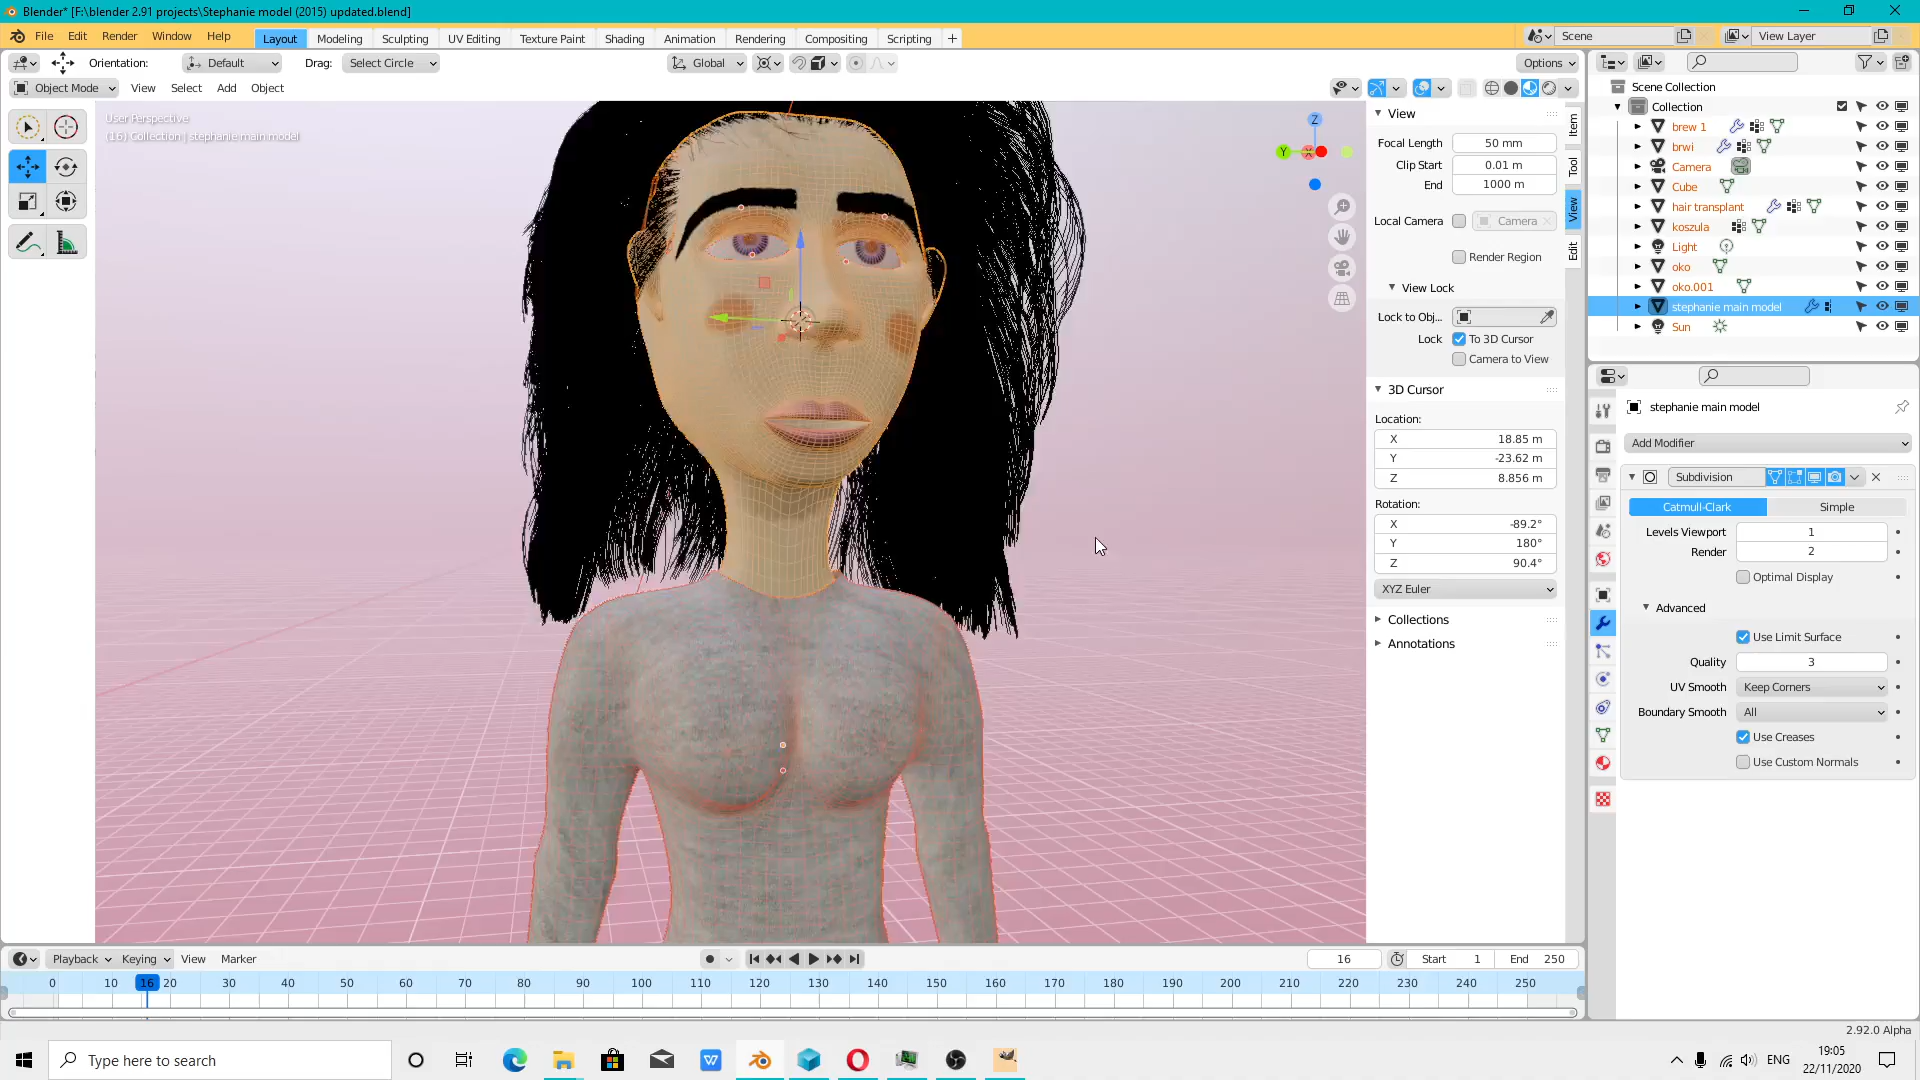 Blender* [F:\blender 2.91 projects\Stephanie model (2015) updated.blend]
File Edit Render Window Help Layout Modeling Sculpting UV Editing Texture Paint Shading Animation Rendering Compositing Scripting + Scene View Layer
Orientation: Default Drag: Select Circle Global Options
Object Mode View Select Add Object
User Perspective
(16) Collection | stephanie main model
Z
Y
X
View
Focal Length 50 mm
Clip Start 0.01 m
End 1000 m
Local Camera Camera
Render Region
View Lock
Lock to Obj...
Lock To 3D Cursor
Camera to View
3D Cursor
Location:
X 18.85 m
Y -23.62 m
Z 8.856 m
Rotation:
X -89.2°
Y 180°
Z 90.4°
XYZ Euler
Collections
Annotations
Item
Tool
View
Edit
Scene Collection
Collection
brew 1
brwi
Camera
Cube
hair transplant
koszula
Light
oko
oko.001
stephanie main model
Sun
stephanie main model
Add Modifier
Subdivision
Catmull-Clark Simple
Levels Viewport 1
Render 2
Optimal Display
Advanced
Use Limit Surface
Quality 3
UV Smooth Keep Corners
Boundary Smooth All
Use Creases
Use Custom Normals
Playback Keying View Marker 16 Start 1 End 250
0 10 16 20 30 40 50 60 70 80 90 100 110 120 130 140 150 160 170 180 190 200 210 220 230 240 250
2.92.0 Alpha
Type here to search
ENG
19:05
22/11/2020